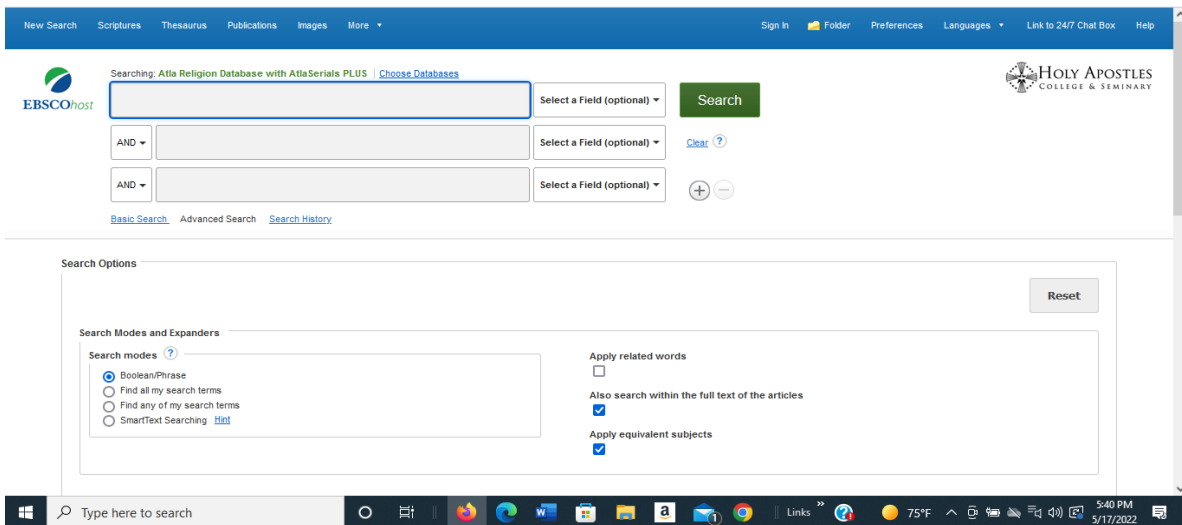 New Search Scriptures Thesaurus Publications Images More Sign In Folder Preferences Languages Link to 24/7 Chat Box Help
Searching: Atla Religion Database with AtlaSerials PLUS Choose Databases
EBSCOhost
Select a Field (optional)
Search
HOLY APOSTLES
COLLEGE & SEMINARY
AND
Select a Field (optional)
Clear ?
AND
Select a Field (optional)
Basic Search Advanced Search Search History
Search Options
Reset
Search Modes and Expanders
Search modes ?
Boolean/Phrase
Find all my search terms
Find any of my search terms
SmartText Searching Hint
Apply related words
Also search within the full text of the articles
Apply equivalent subjects
Type here to search
W
a
1
Links »
75°F
5:40 PM
5/17/2022